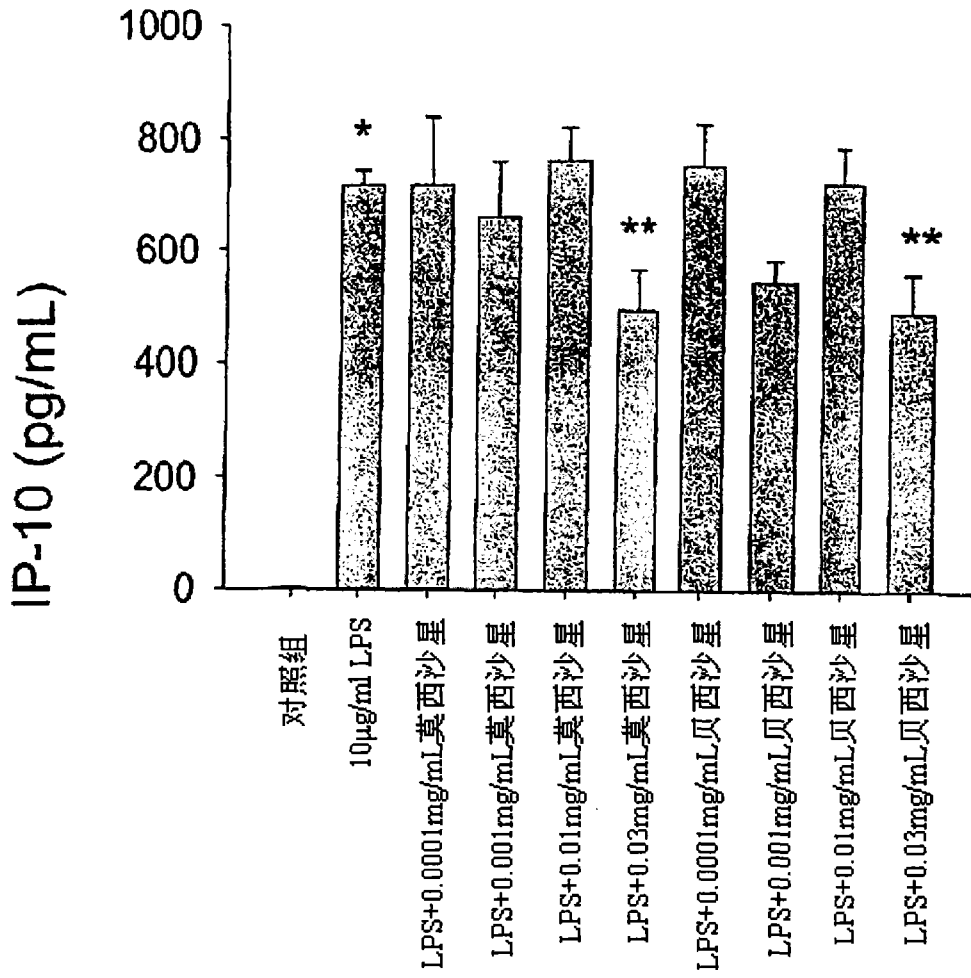 1000
800
600
400
200
0
IP-10 (pg/mL)
*
**
**
对照组
10μg/ml LPS
LPS+0.0001mg/mL莫西沙星
LPS+0.001mg/mL莫西沙星
LPS+0.01mg/mL莫西沙星
LPS+0.03mg/mL莫西沙星
LPS+0.0001mg/mL贝西沙星
LPS+0.001mg/mL贝西沙星
LPS+0.01mg/mL贝西沙星
LPS+0.03mg/mL贝西沙星